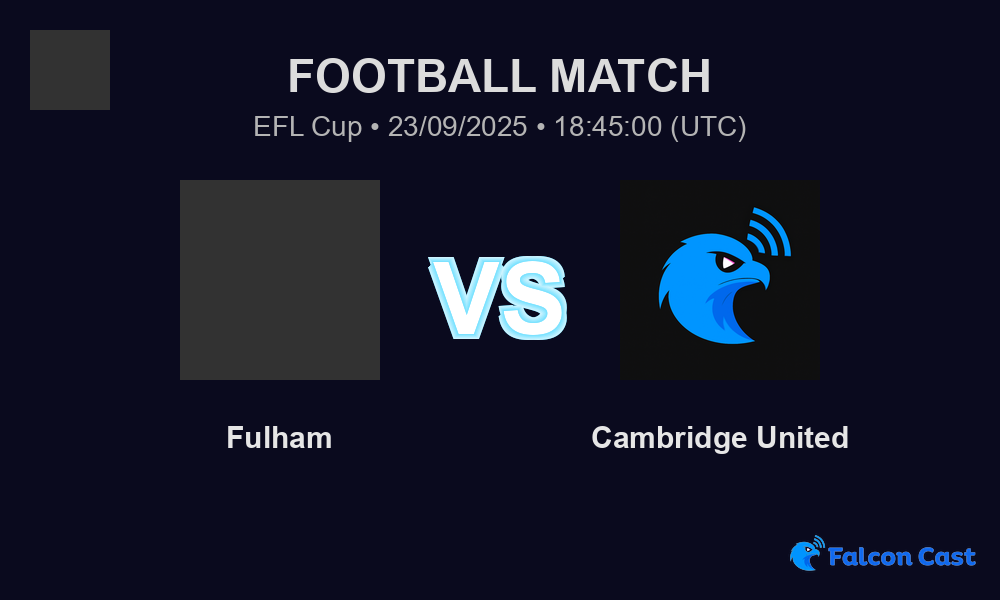 FOOTBALL MATCH
EFL Cup • 23/09/2025 • 18:45:00 (UTC)
VS
Fulham
Cambridge United
Falcon Cast